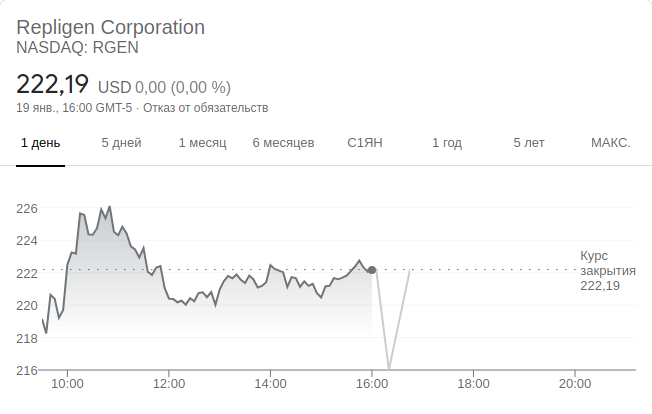 Repligen Corporation
NASDAQ: RGEN
222,19 USD 0,00 (0,00 %)
19 янв., 16:00 GMT-5 · Отказ от обязательств
1 день 5 дней 1 месяц 6 месяцев С1ЯН 1 год 5 лет МАКС.
226
224
222
220
218
216
Курс
закрытия
222,19
10:00 12:00 14:00 16:00 18:00 20:00